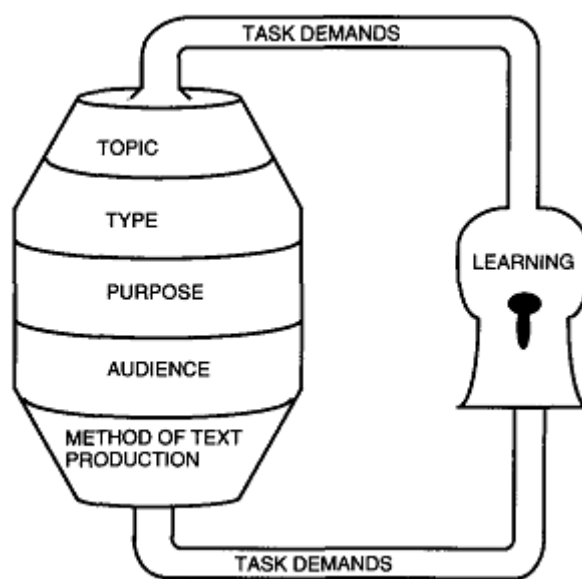 TASK DEMANDS
TOPIC
TYPE
LEARNING
PURPOSE
AUDIENCE
METHOD OF TEXT
PRODUCTION
TASK DEMANDS